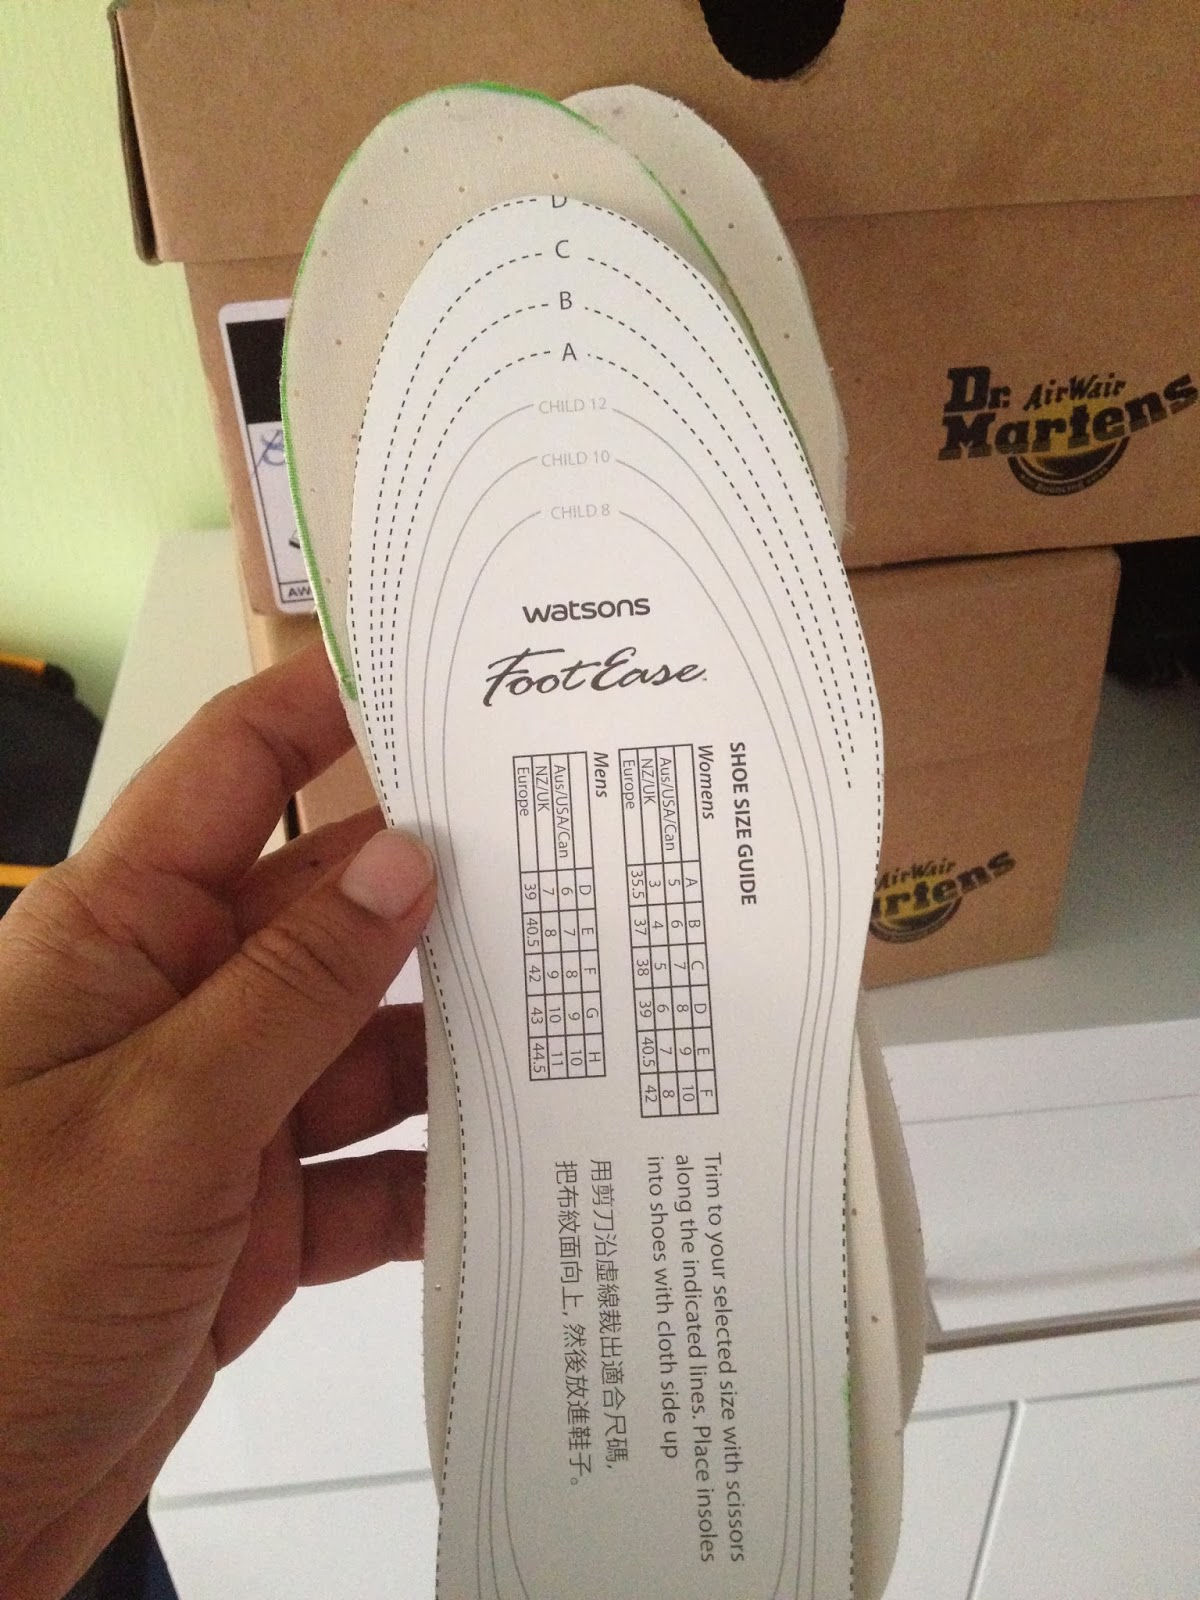 D
C
B
A
CHILD 12
CHILD 10
CHILD 8
watsons
Foot Ease
SHOE SIZE GUIDE
Womens
A B C D E F
Aus/USA/Can 5 6 7 8 9 10
NZ/UK 3 4 5 6 7 8
Europe 35.5 37 38 39 40.5 42
Mens
D E F G H
Aus/USA/Can 6 7 8 9 10
NZ/UK 7 8 9 10 11
Europe 39 40.5 42 43 44.5
Trim to your selected size with scissors
along the indicated lines. Place insoles
into shoes with cloth side up
用剪刀沿虛線裁出適合尺碼,
把布紋面向上, 然後放進鞋子。
Dr. AirWair
Martens
AirWair
artens
AW